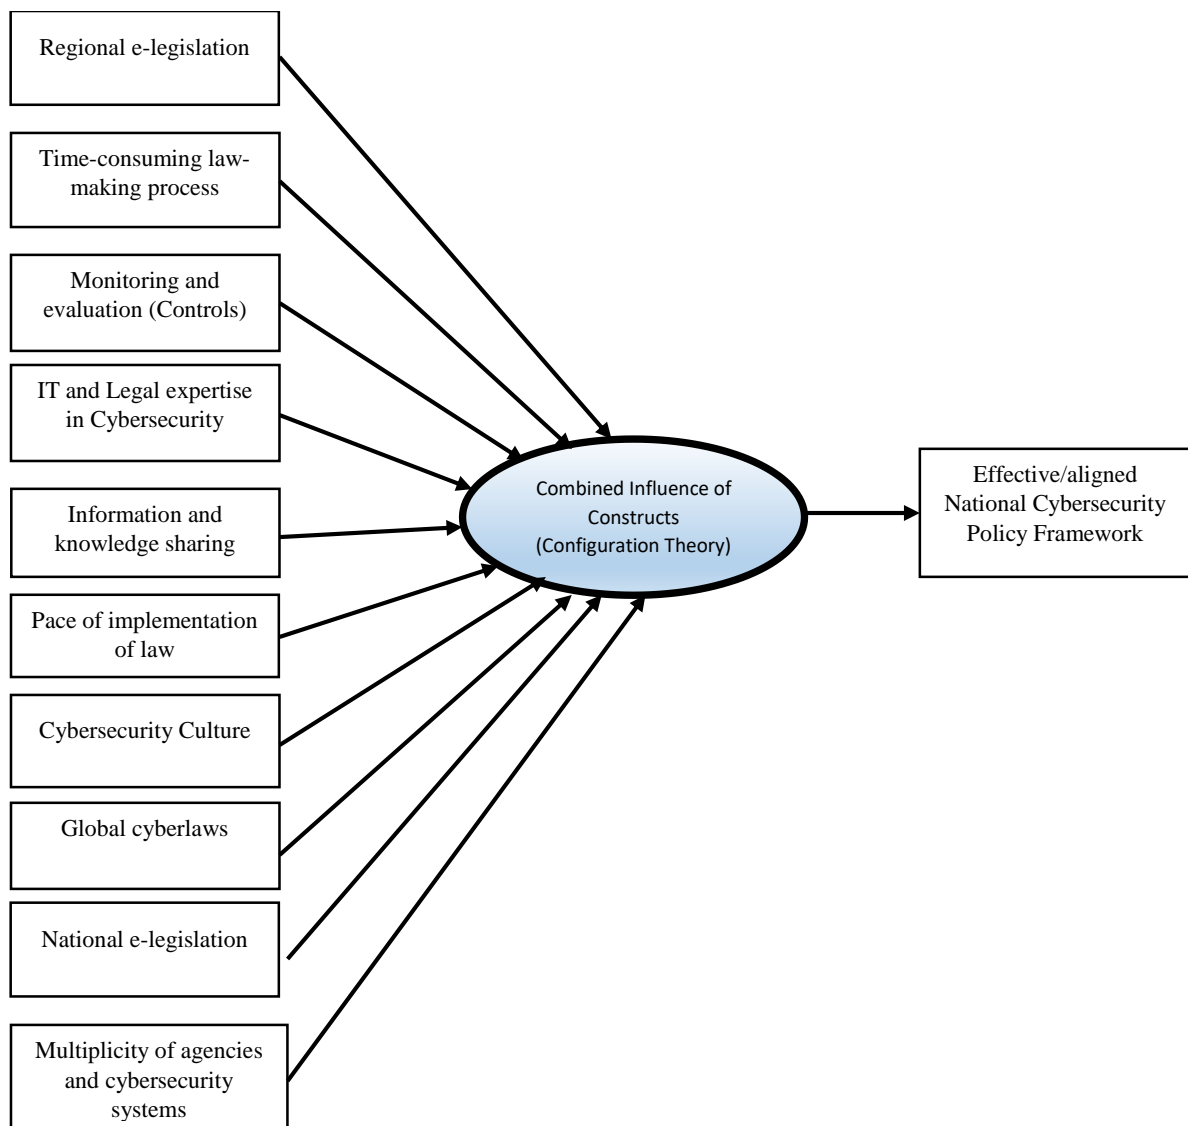 Regional e-legislation
Time-consuming law-
making process
Monitoring and
evaluation (Controls)
IT and Legal expertise
in Cybersecurity
Information and
knowledge sharing
Pace of implementation
of law
Cybersecurity Culture
Global cyberlaws
National e-legislation
Multiplicity of agencies
and cybersecurity
systems
Combined Influence of
Constructs
(Configuration Theory)
Effective/aligned
National Cybersecurity
Policy Framework